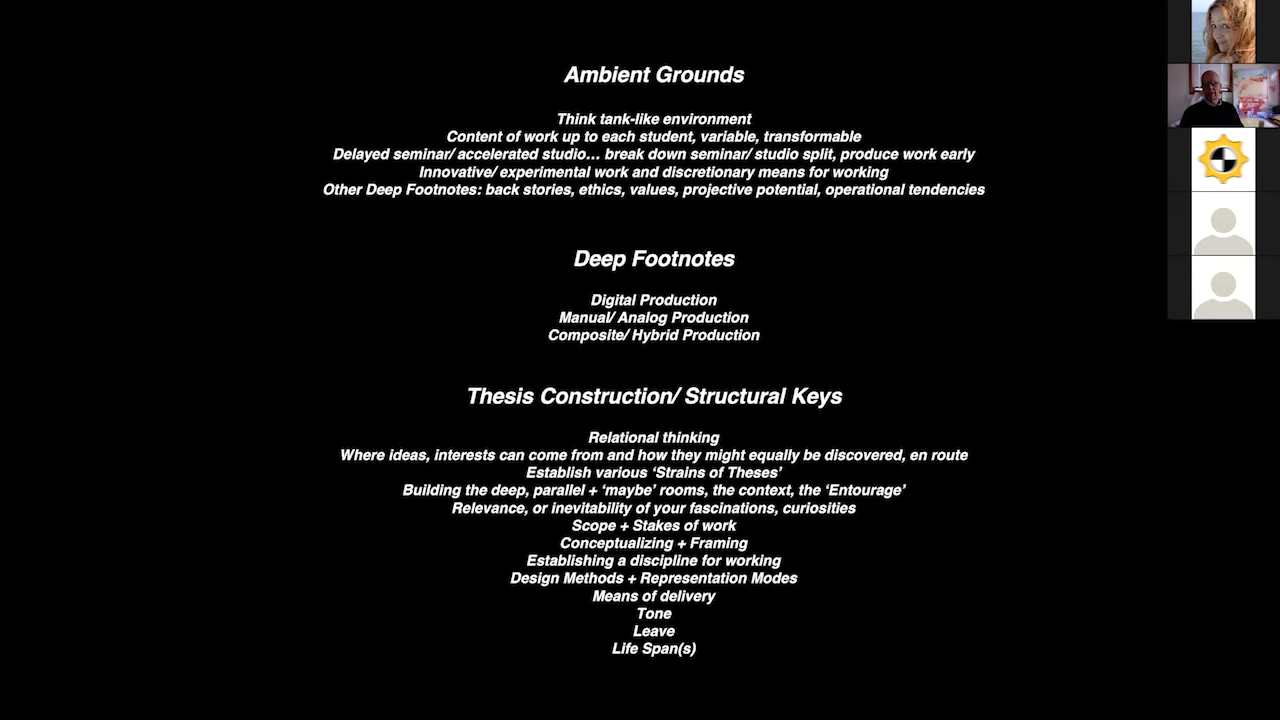 Ambient Grounds
Think tank-like environment
Content of work up to each student, variable, transformable
Delayed seminar/ accelerated studio... break down seminar/ studio split, produce work early
Innovative/ experimental work and discretionary means for working
Other Deep Footnotes: back stories, ethics, values, projective potential, operational tendencies
Deep Footnotes
Digital Production
Manual/ Analog Production
Composite/ Hybrid Production
Thesis Construction/ Structural Keys
Relational thinking
Where ideas, interests can come from and how they might equally be discovered, en route
Establish various ‘Strains of Theses’
Building the deep, parallel + ‘maybe’ rooms, the context, the ‘Entourage’
Relevance, or inevitability of your fascinations, curiosities
Scope + Stakes of work
Conceptualizing + Framing
Establishing a discipline for working
Design Methods + Representation Modes
Means of delivery
Tone
Leave
Life Span(s)